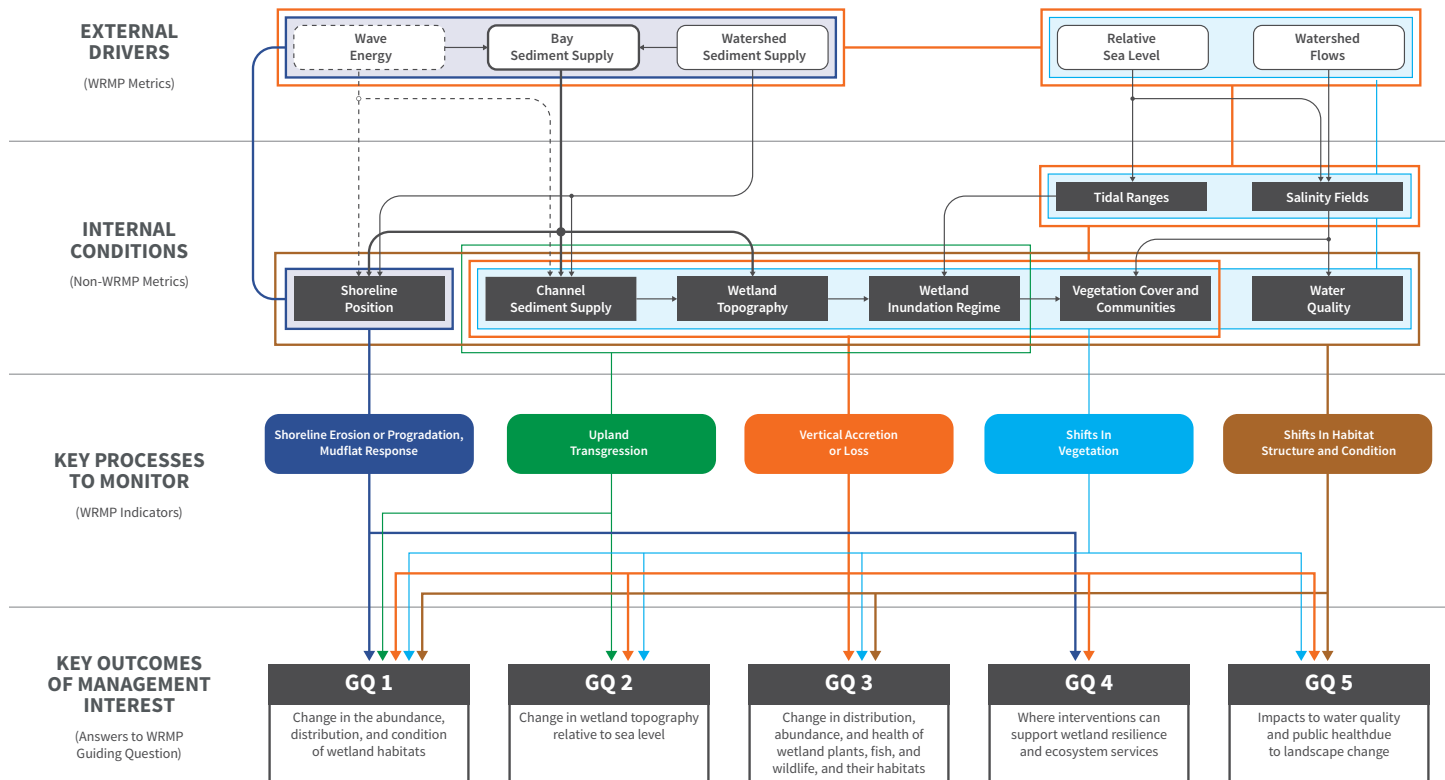 EXTERNAL
DRIVERS
(WRMP Metrics)
Wave
Energy
Bay
Sediment Supply
Watershed
Sediment Supply
Relative
Sea Level
Watershed
Flows
INTERNAL
CONDITIONS
(Non-WRMP Metrics)
Tidal Ranges
Salinity Fields
Shoreline
Position
Channel
Sediment Supply
Wetland
Topography
Wetland
Inundation Regime
Vegetation Cover and
Communities
Water
Quality
KEY PROCESSES
TO MONITOR
(WRMP Indicators)
Shoreline Erosion or Progradation,
Mudflat Response
Upland
Transgression
Vertical Accretion
or Loss
Shifts In
Vegetation
Shifts In Habitat
Structure and Condition
KEY OUTCOMES
OF MANAGEMENT
INTEREST
(Answers to WRMP
Guiding Question)
GQ 1
Change in the abundance,
distribution, and condition
of wetland habitats
GQ 2
Change in wetland topography
relative to sea level
GQ 3
Change in distribution,
abundance, and health of
wetland plants, fish, and
wildlife, and their habitats
GQ 4
Where interventions can
support wetland resilience
and ecosystem services
GQ 5
Impacts to water quality
and public healthdue
to landscape change